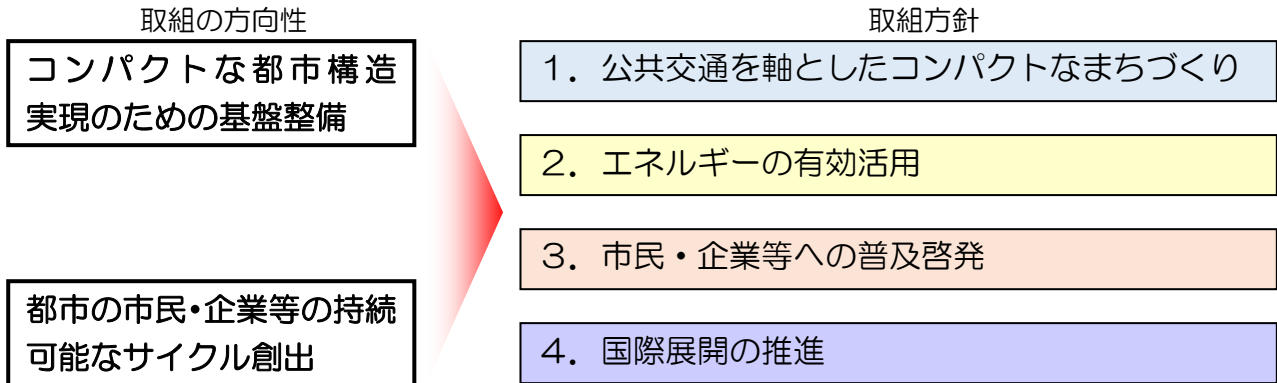 取組の方向性
コンパクトな都市構造
実現のための基盤整備
都市の市民・企業等の持続
可能なサイクル創出
取組方針
1．公共交通を軸としたコンパクトなまちづくり
2．エネルギーの有効活用
3．市民・企業等への普及啓発
4．国際展開の推進